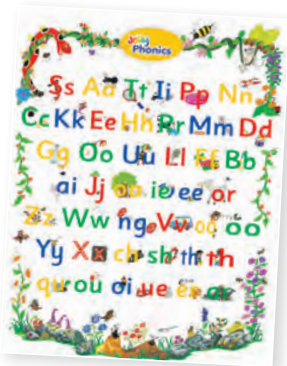 Jolly
Phonics
Ss Aa Tt Ii Pp Nn
Cc Kk Ee Hh Rr Mm Dd
Gg Oo Uu Ll Ff Bb
ai Jj oa ie ee or
Zz Ww ng Vv oo oo
Yy Xx ch sh th th
qu ou oi ue er ar